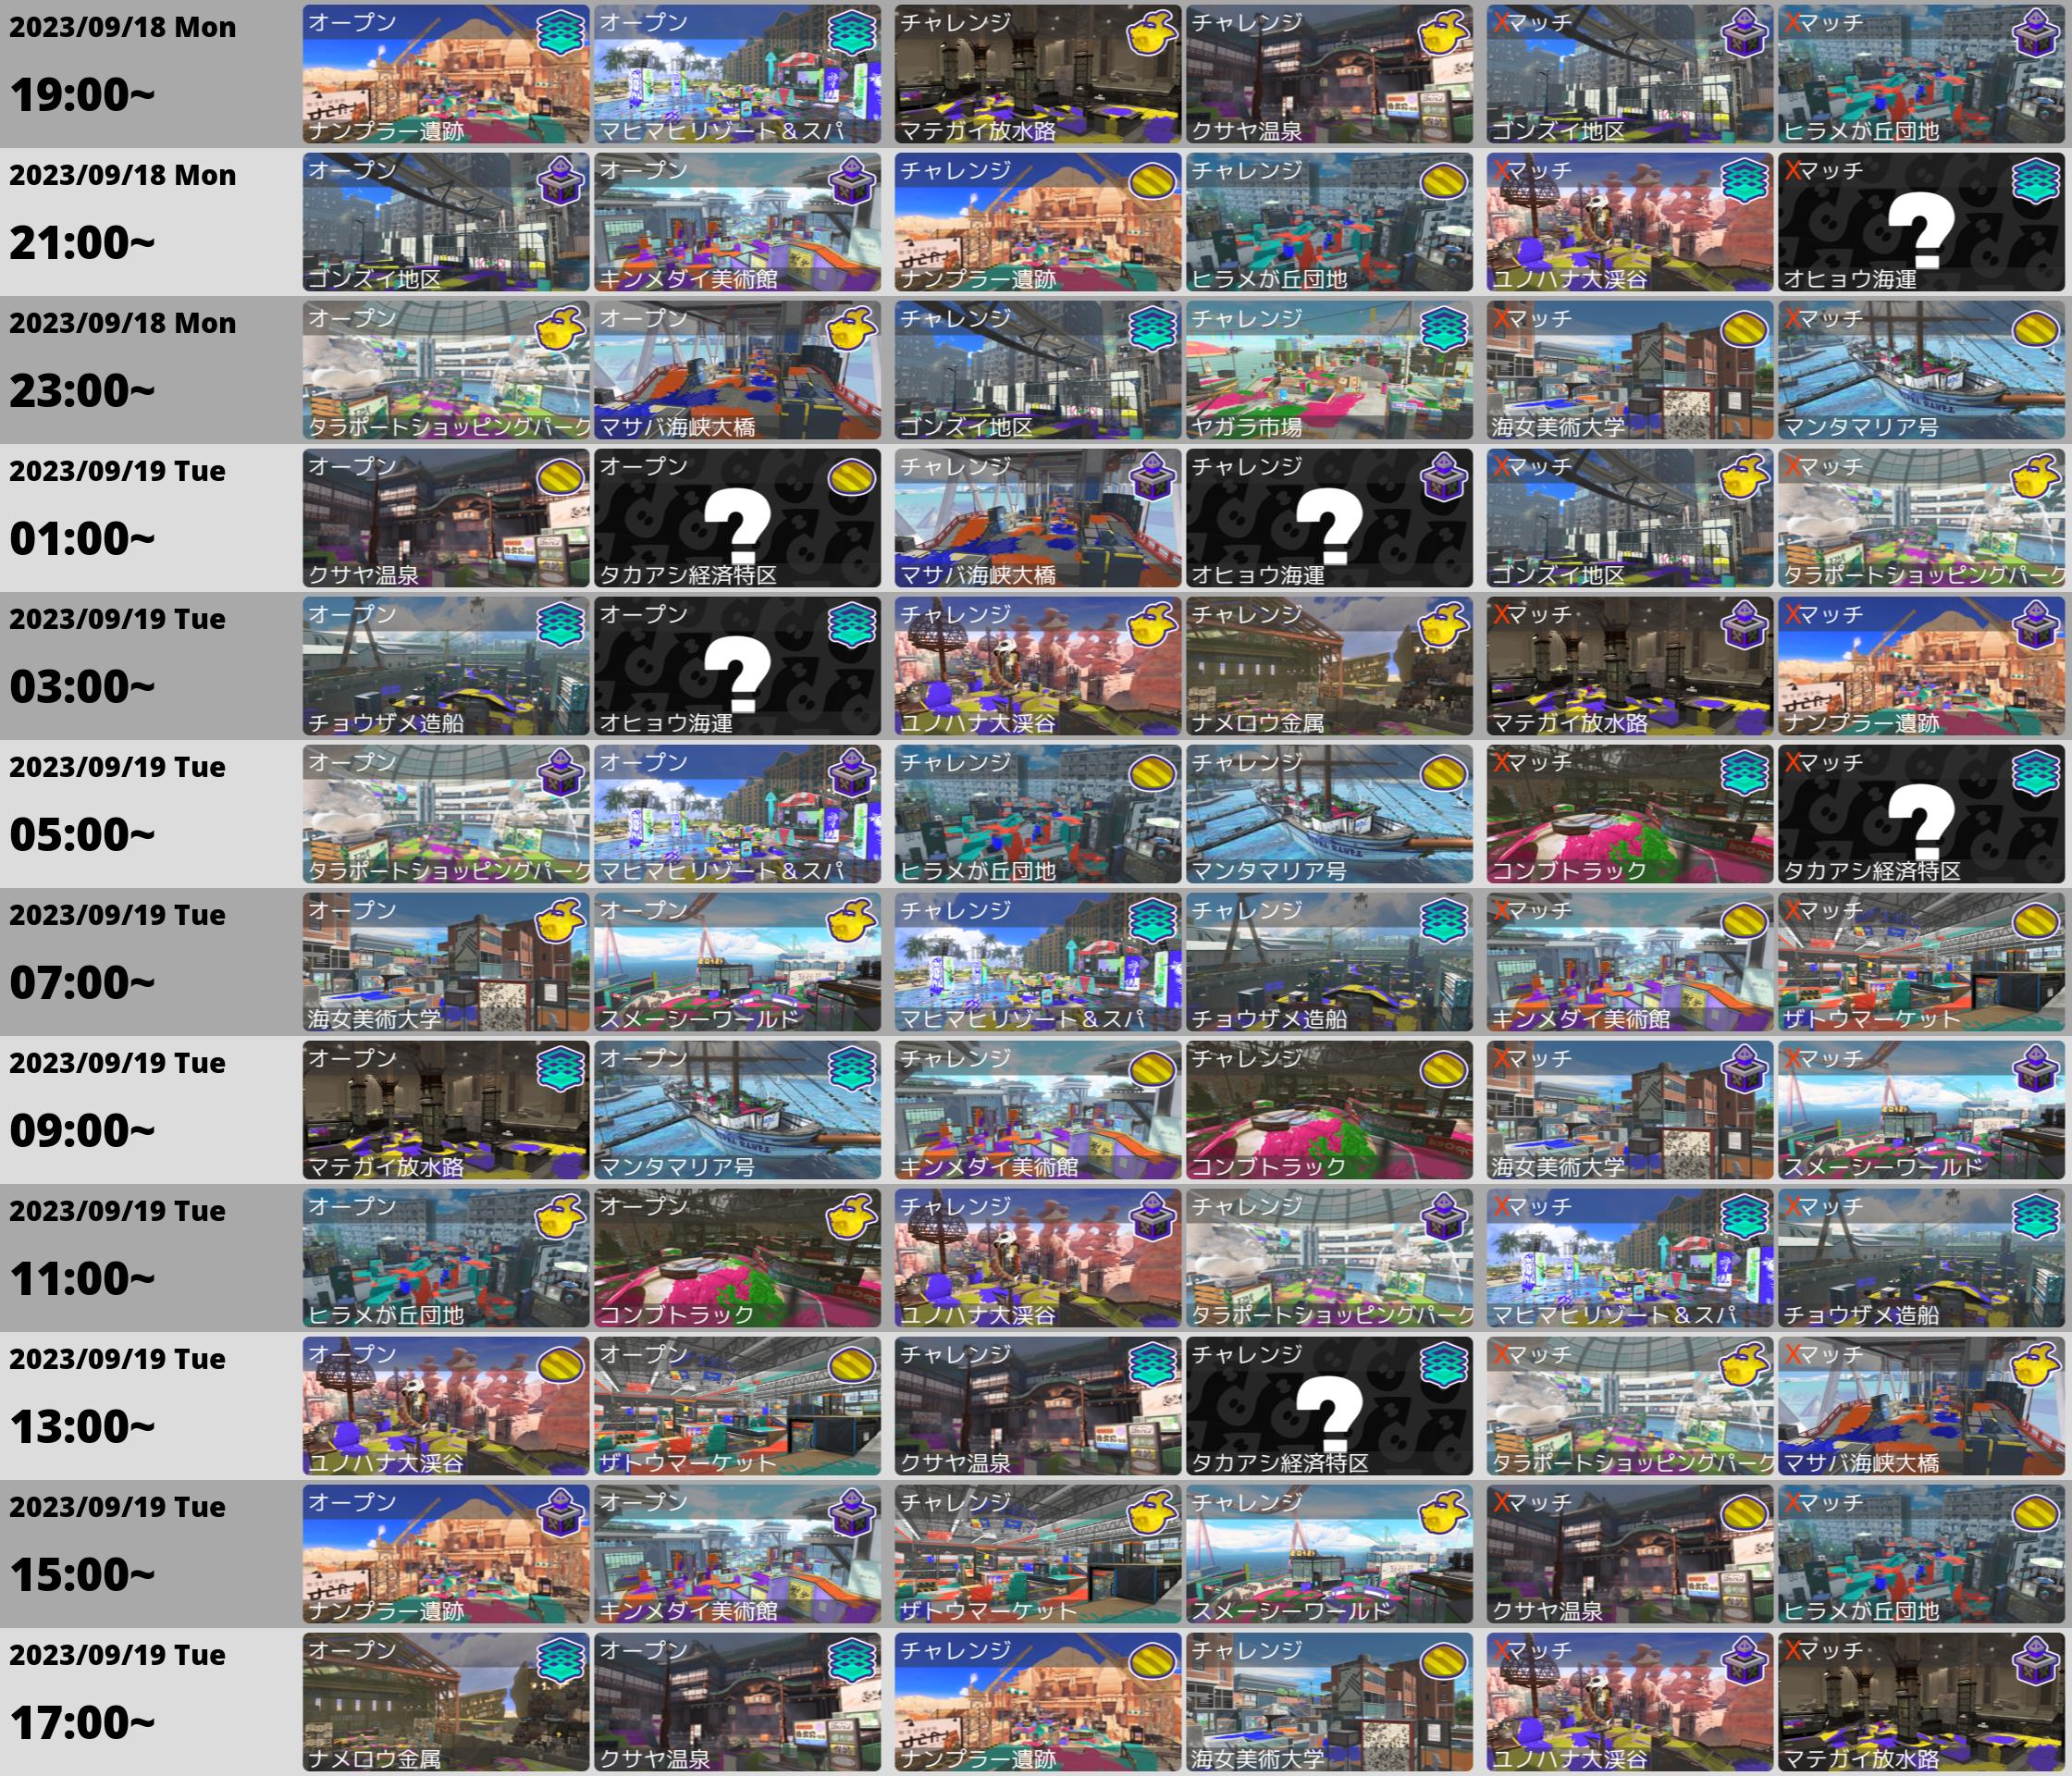 2023/09/18 Mon
19:00~
オープン
ナンプラー遺跡
オープン
マヒマヒリゾート＆スパ
チャレンジ
マテガイ放水路
チャレンジ
クサヤ温泉
Xマッチ
ゴンズイ地区
Xマッチ
ヒラメが丘団地
2023/09/18 Mon
21:00~
オープン
ゴンズイ地区
オープン
キンメダイ美術館
チャレンジ
ナンプラー遺跡
チャレンジ
ヒラメが丘団地
Xマッチ
ユノハナ大渓谷
Xマッチ
?
オヒョウ海運
2023/09/18 Mon
23:00~
オープン
タラポートショッピングパーク
オープン
マサバ海峡大橋
チャレンジ
ゴンズイ地区
チャレンジ
ヤガラ市場
Xマッチ
海女美術大学
Xマッチ
マンタマリア号
2023/09/19 Tue
01:00~
オープン
クサヤ温泉
オープン
?
タカアシ経済特区
チャレンジ
マサバ海峡大橋
チャレンジ
?
オヒョウ海運
Xマッチ
ゴンズイ地区
Xマッチ
タラポートショッピングパーク
2023/09/19 Tue
03:00~
オープン
チョウザメ造船
オープン
?
オヒョウ海運
チャレンジ
ユノハナ大渓谷
チャレンジ
ナメロウ金属
Xマッチ
マテガイ放水路
Xマッチ
ナンプラー遺跡
2023/09/19 Tue
05:00~
オープン
タラポートショッピングパーク
オープン
マヒマヒリゾート＆スパ
チャレンジ
ヒラメが丘団地
チャレンジ
マンタマリア号
Xマッチ
コンブトラック
Xマッチ
?
タカアシ経済特区
2023/09/19 Tue
07:00~
オープン
海女美術大学
オープン
スメーシーワールド
チャレンジ
マヒマヒリゾート＆スパ
チャレンジ
チョウザメ造船
Xマッチ
キンメダイ美術館
Xマッチ
ザトウマーケット
2023/09/19 Tue
09:00~
オープン
マテガイ放水路
オープン
マンタマリア号
チャレンジ
キンメダイ美術館
チャレンジ
コンブトラック
Xマッチ
海女美術大学
Xマッチ
スメーシーワールド
2023/09/19 Tue
11:00~
オープン
ヒラメが丘団地
オープン
コンブトラック
チャレンジ
ユノハナ大渓谷
チャレンジ
タラポートショッピングパーク
Xマッチ
マヒマヒリゾート＆スパ
Xマッチ
チョウザメ造船
2023/09/19 Tue
13:00~
オープン
ユノハナ大渓谷
オープン
ザトウマーケット
チャレンジ
クサヤ温泉
チャレンジ
?
タカアシ経済特区
Xマッチ
タラポートショッピングパーク
Xマッチ
マサバ海峡大橋
2023/09/19 Tue
15:00~
オープン
ナンプラー遺跡
オープン
キンメダイ美術館
チャレンジ
ザトウマーケット
チャレンジ
スメーシーワールド
Xマッチ
クサヤ温泉
Xマッチ
ヒラメが丘団地
2023/09/19 Tue
17:00~
オープン
ナメロウ金属
オープン
クサヤ温泉
チャレンジ
ナンプラー遺跡
チャレンジ
海女美術大学
Xマッチ
ユノハナ大渓谷
Xマッチ
マテガイ放水路